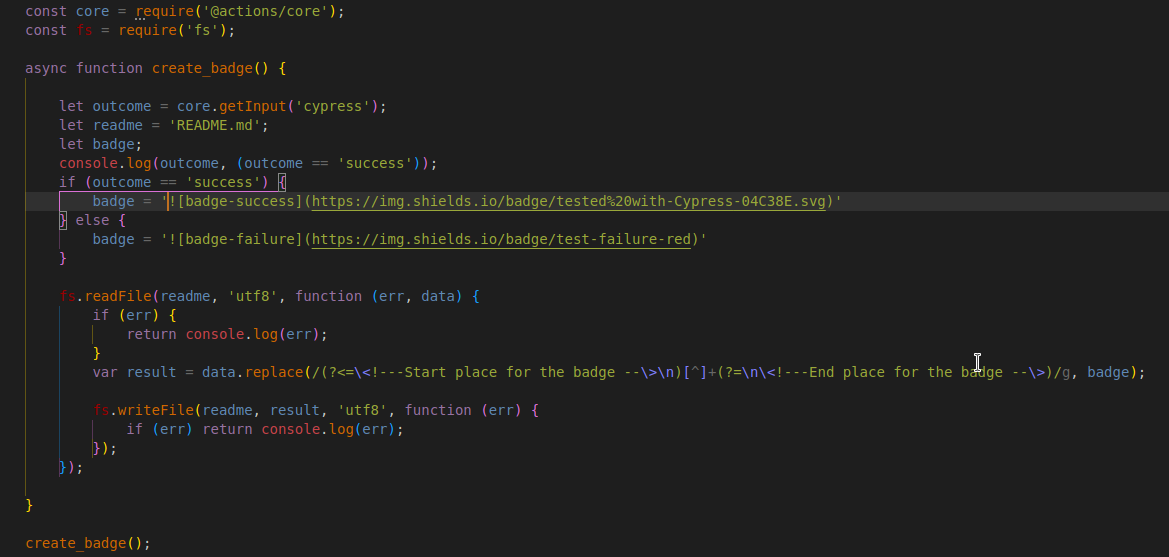 const core = require('@actions/core');
const fs = require('fs');
async function create_badge() {
let outcome = core.getInput('cypress');
let readme = 'README.md';
let badge;
console.log(outcome, (outcome == 'success'));
if (outcome == 'success') {
badge = '![badge-success](https://img.shields.io/badge/tested%20with-Cypress-04C38E.svg)'
} else {
badge = '![badge-failure](https://img.shields.io/badge/test-failure-red)'
}
fs.readFile(readme, 'utf8', function (err, data) {
if (err) {
return console.log(err);
}
var result = data.replace(/(?<=\<!---Start place for the badge --\>\n)[^]+(?=\n\<!---End place for the badge --\>)/g, badge);
fs.writeFile(readme, result, 'utf8', function (err) {
if (err) return console.log(err);
});
});
}
create_badge();